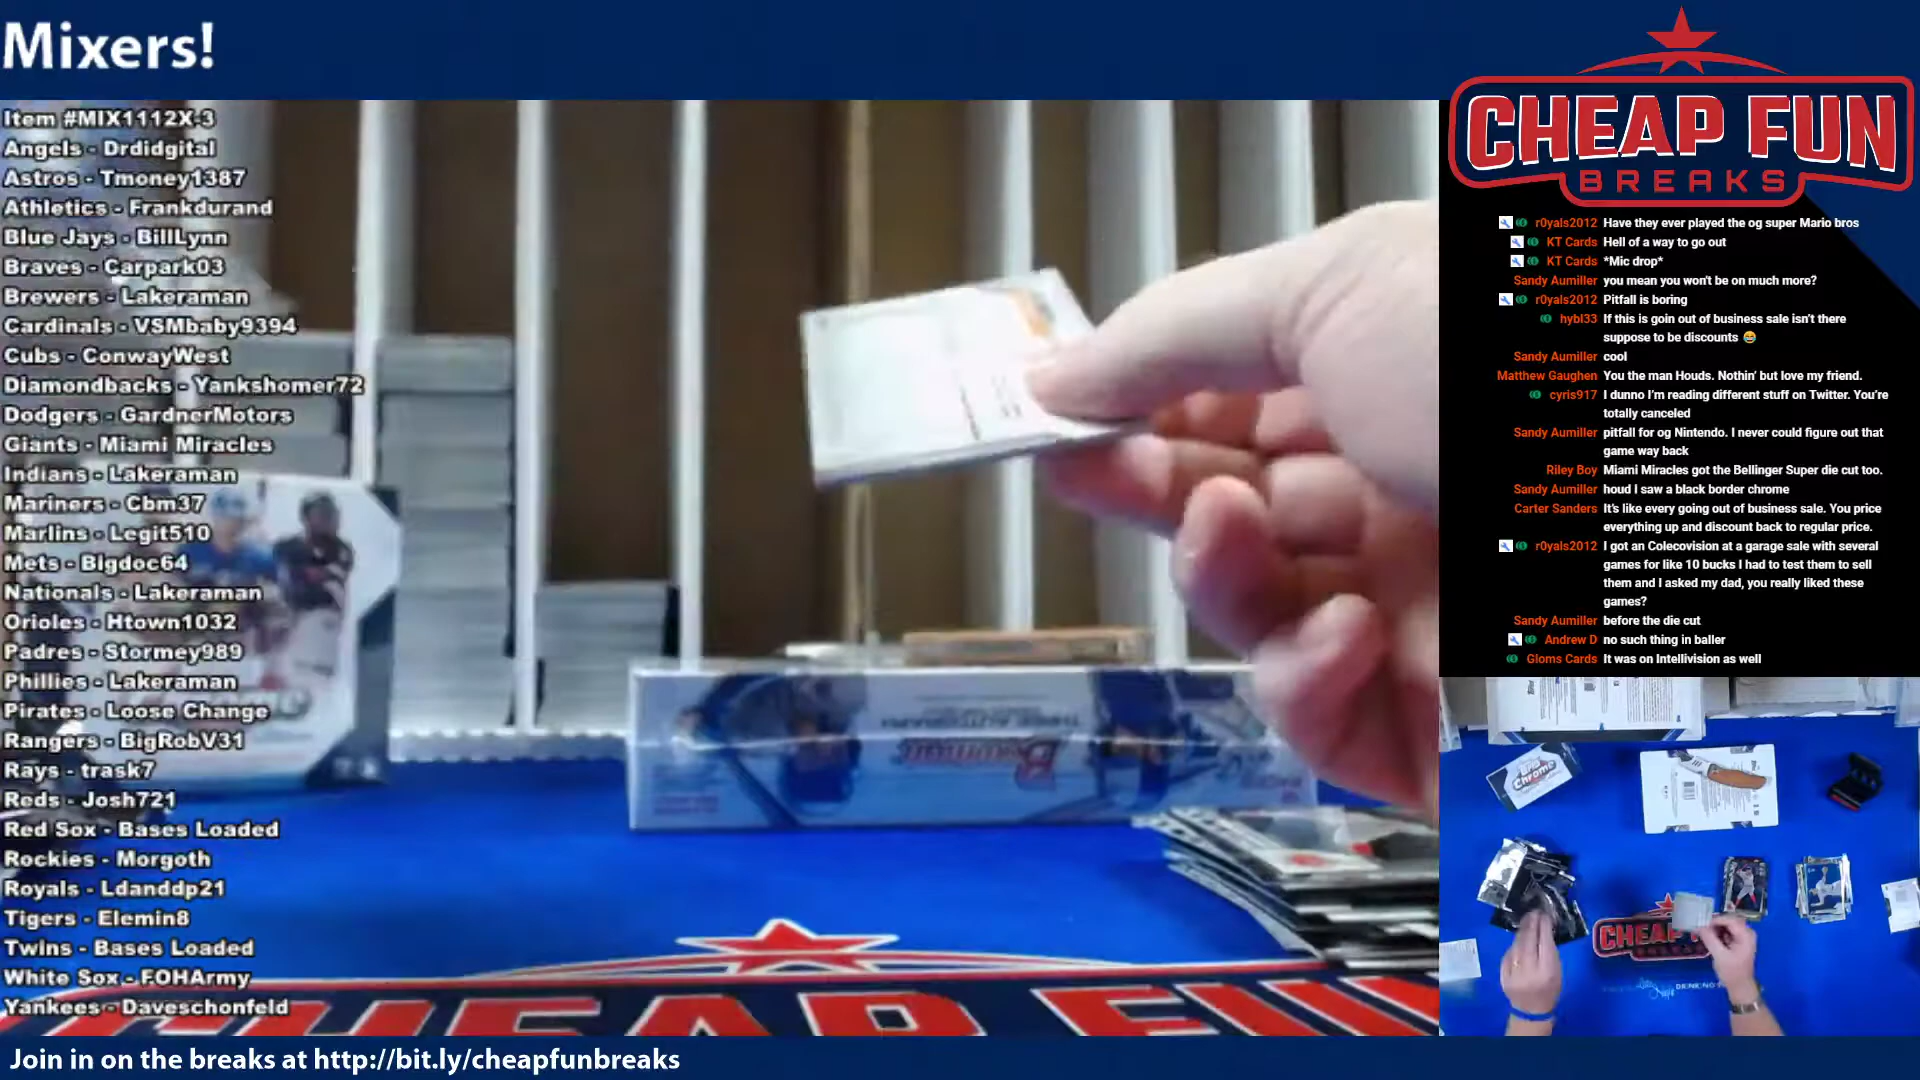 Mixers!
Item #MIX1112X-3
Angels - Drdidgital
Astros - Tmoney1387
Athletics - Frankdurand
Blue Jays - BillLynn
Braves - Carpark03
Brewers - Lakeraman
Cardinals - VSMbaby9394
Cubs - ConwayWest
Diamondbacks - Yankshomer72
Dodgers - GardnerMotors
Giants - Miami Miracles
Indians - Lakeraman
Mariners - Cbm37
Marlins - Legit510
Mets - Bigdoc64
Nationals - Lakeraman
Orioles - Htown1032
Padres - Stormey989
Phillies - Lakeraman
Pirates - Loose Change
Rangers - BigRobV31
Rays - trask7
Reds - Josh721
Red Sox - Bases Loaded
Rockies - Morgoth
Royals - Ldanddp21
Tigers - Elemin8
Twins - Bases Loaded
White Sox - FOHArmy
Yankees - Daveschonfeld
Bowman
CHEAP FUN
Join in on the breaks at http://bit.ly/cheapfunbreaks
CHEAP FUN
BREAKS
r0yals2012 Have they ever played the og super Mario bros
KT Cards Hell of a way to go out
KT Cards *Mic drop*
Sandy Aumiller you mean you won't be on much more?
r0yals2012 Pitfall is boring
hybl33 If this is goin out of business sale isn't there
suppose to be discounts 😂
Sandy Aumiller cool
Matthew Gaughen You the man Houds. Nothin' but love my friend.
cyris917 I dunno I'm reading different stuff on Twitter. You're
totally canceled
Sandy Aumiller pitfall for og Nintendo. I never could figure out that
game way back
Riley Boy Miami Miracles got the Bellinger Super die cut too.
Sandy Aumiller houd I saw a black border chrome
Carter Sanders It's like every going out of business sale. You price
everything up and discount back to regular price.
r0yals2012 I got an Colecovision at a garage sale with several
games for like 10 bucks I had to test them to sell
them and I asked my dad, you really liked these
games?
Sandy Aumiller before the die cut
Andrew D no such thing in baller
Gloms Cards It was on Intellivision as well
Chrome
CHEAP